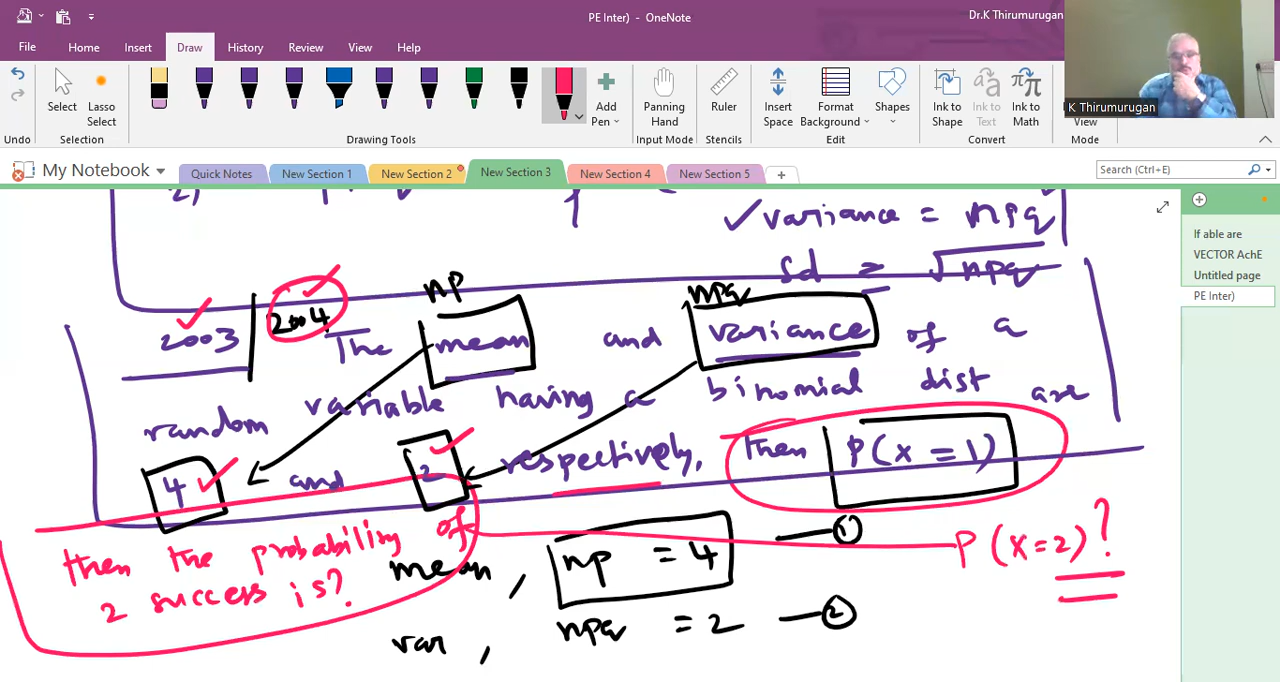 PE Inter) - OneNote
Dr.K Thirumurugan
File Home Insert Draw History Review View Help
Undo
Select
Lasso Select
Selection
Drawing Tools
Add Pen
Panning Hand
Input Mode
Ruler
Stencils
Insert Space
Format Background
Shapes
Edit
Ink to Shape
Ink to Text
Ink to Math
Convert
View
Mode
K Thirumurugan
My Notebook
Quick Notes New Section 1 New Section 2 New Section 3 New Section 4 New Section 5
Search (Ctrl+E)
If able are
VECTOR AchE
Untitled page
PE Inter)
✓ variance = npq
sd = √npq
np npq
2003 | 2004 The mean and variance of a
random variable having a binomial dist are
4 and 2 respectively, then P(x = 1)
then the probability of P(x=2)?
2 success is?
mean, np = 4 — ①
var, npq = 2 — ②